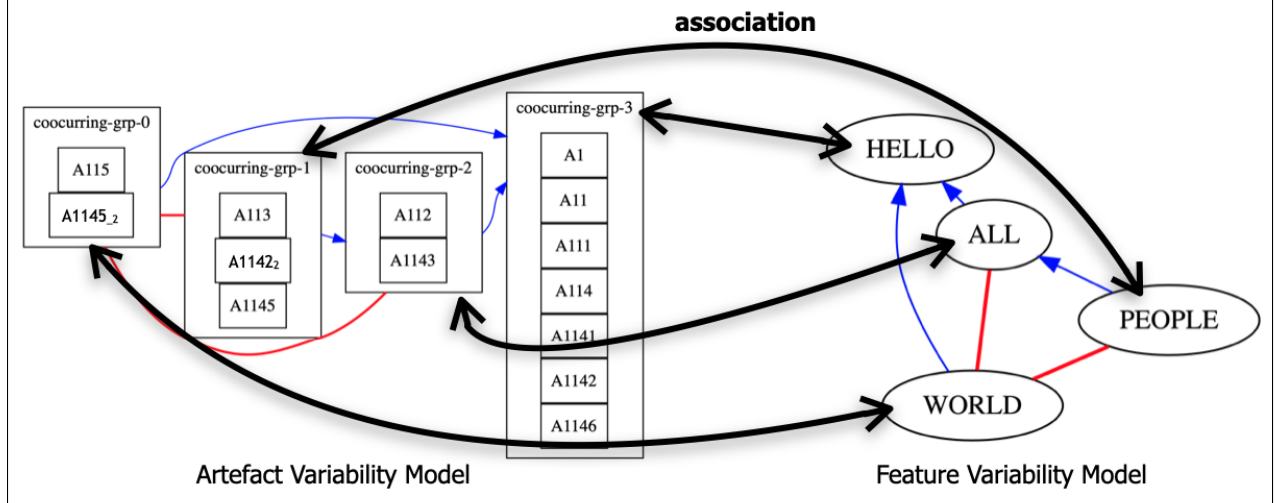 association
coocurring-grp-0
A115
A1145_2
coocurring-grp-1
A113
A11422
A1145
coocurring-grp-2
A112
A1143
coocurring-grp-3
A1
A11
A111
A114
A1141
A1142
A1146
HELLO
ALL
PEOPLE
WORLD
Artefact Variability Model
Feature Variability Model